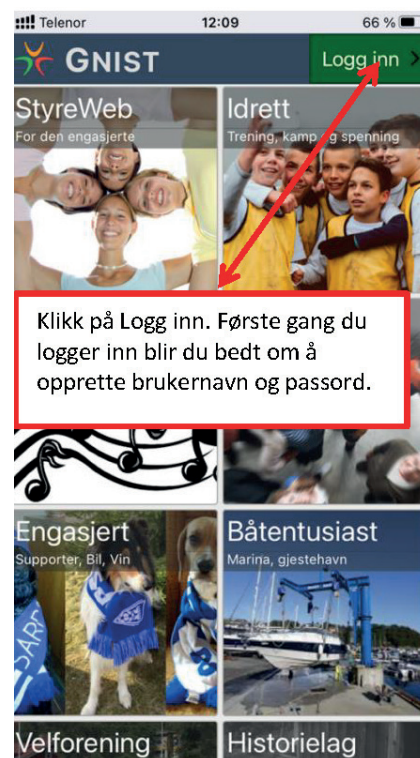 Telenor 12:09 66 %
GNIST Logg inn >
StyreWeb
For den engasjerte
Idrett
Trening, kamp og spenning
Klikk på Logg inn. Første gang du
logger inn blir du bedt om å
opprette brukernavn og passord.
Engasjert
Supporter, Bil, Vin
Båtentusiast
Marina, gjestehavn
SARP
Velforening
Historielag